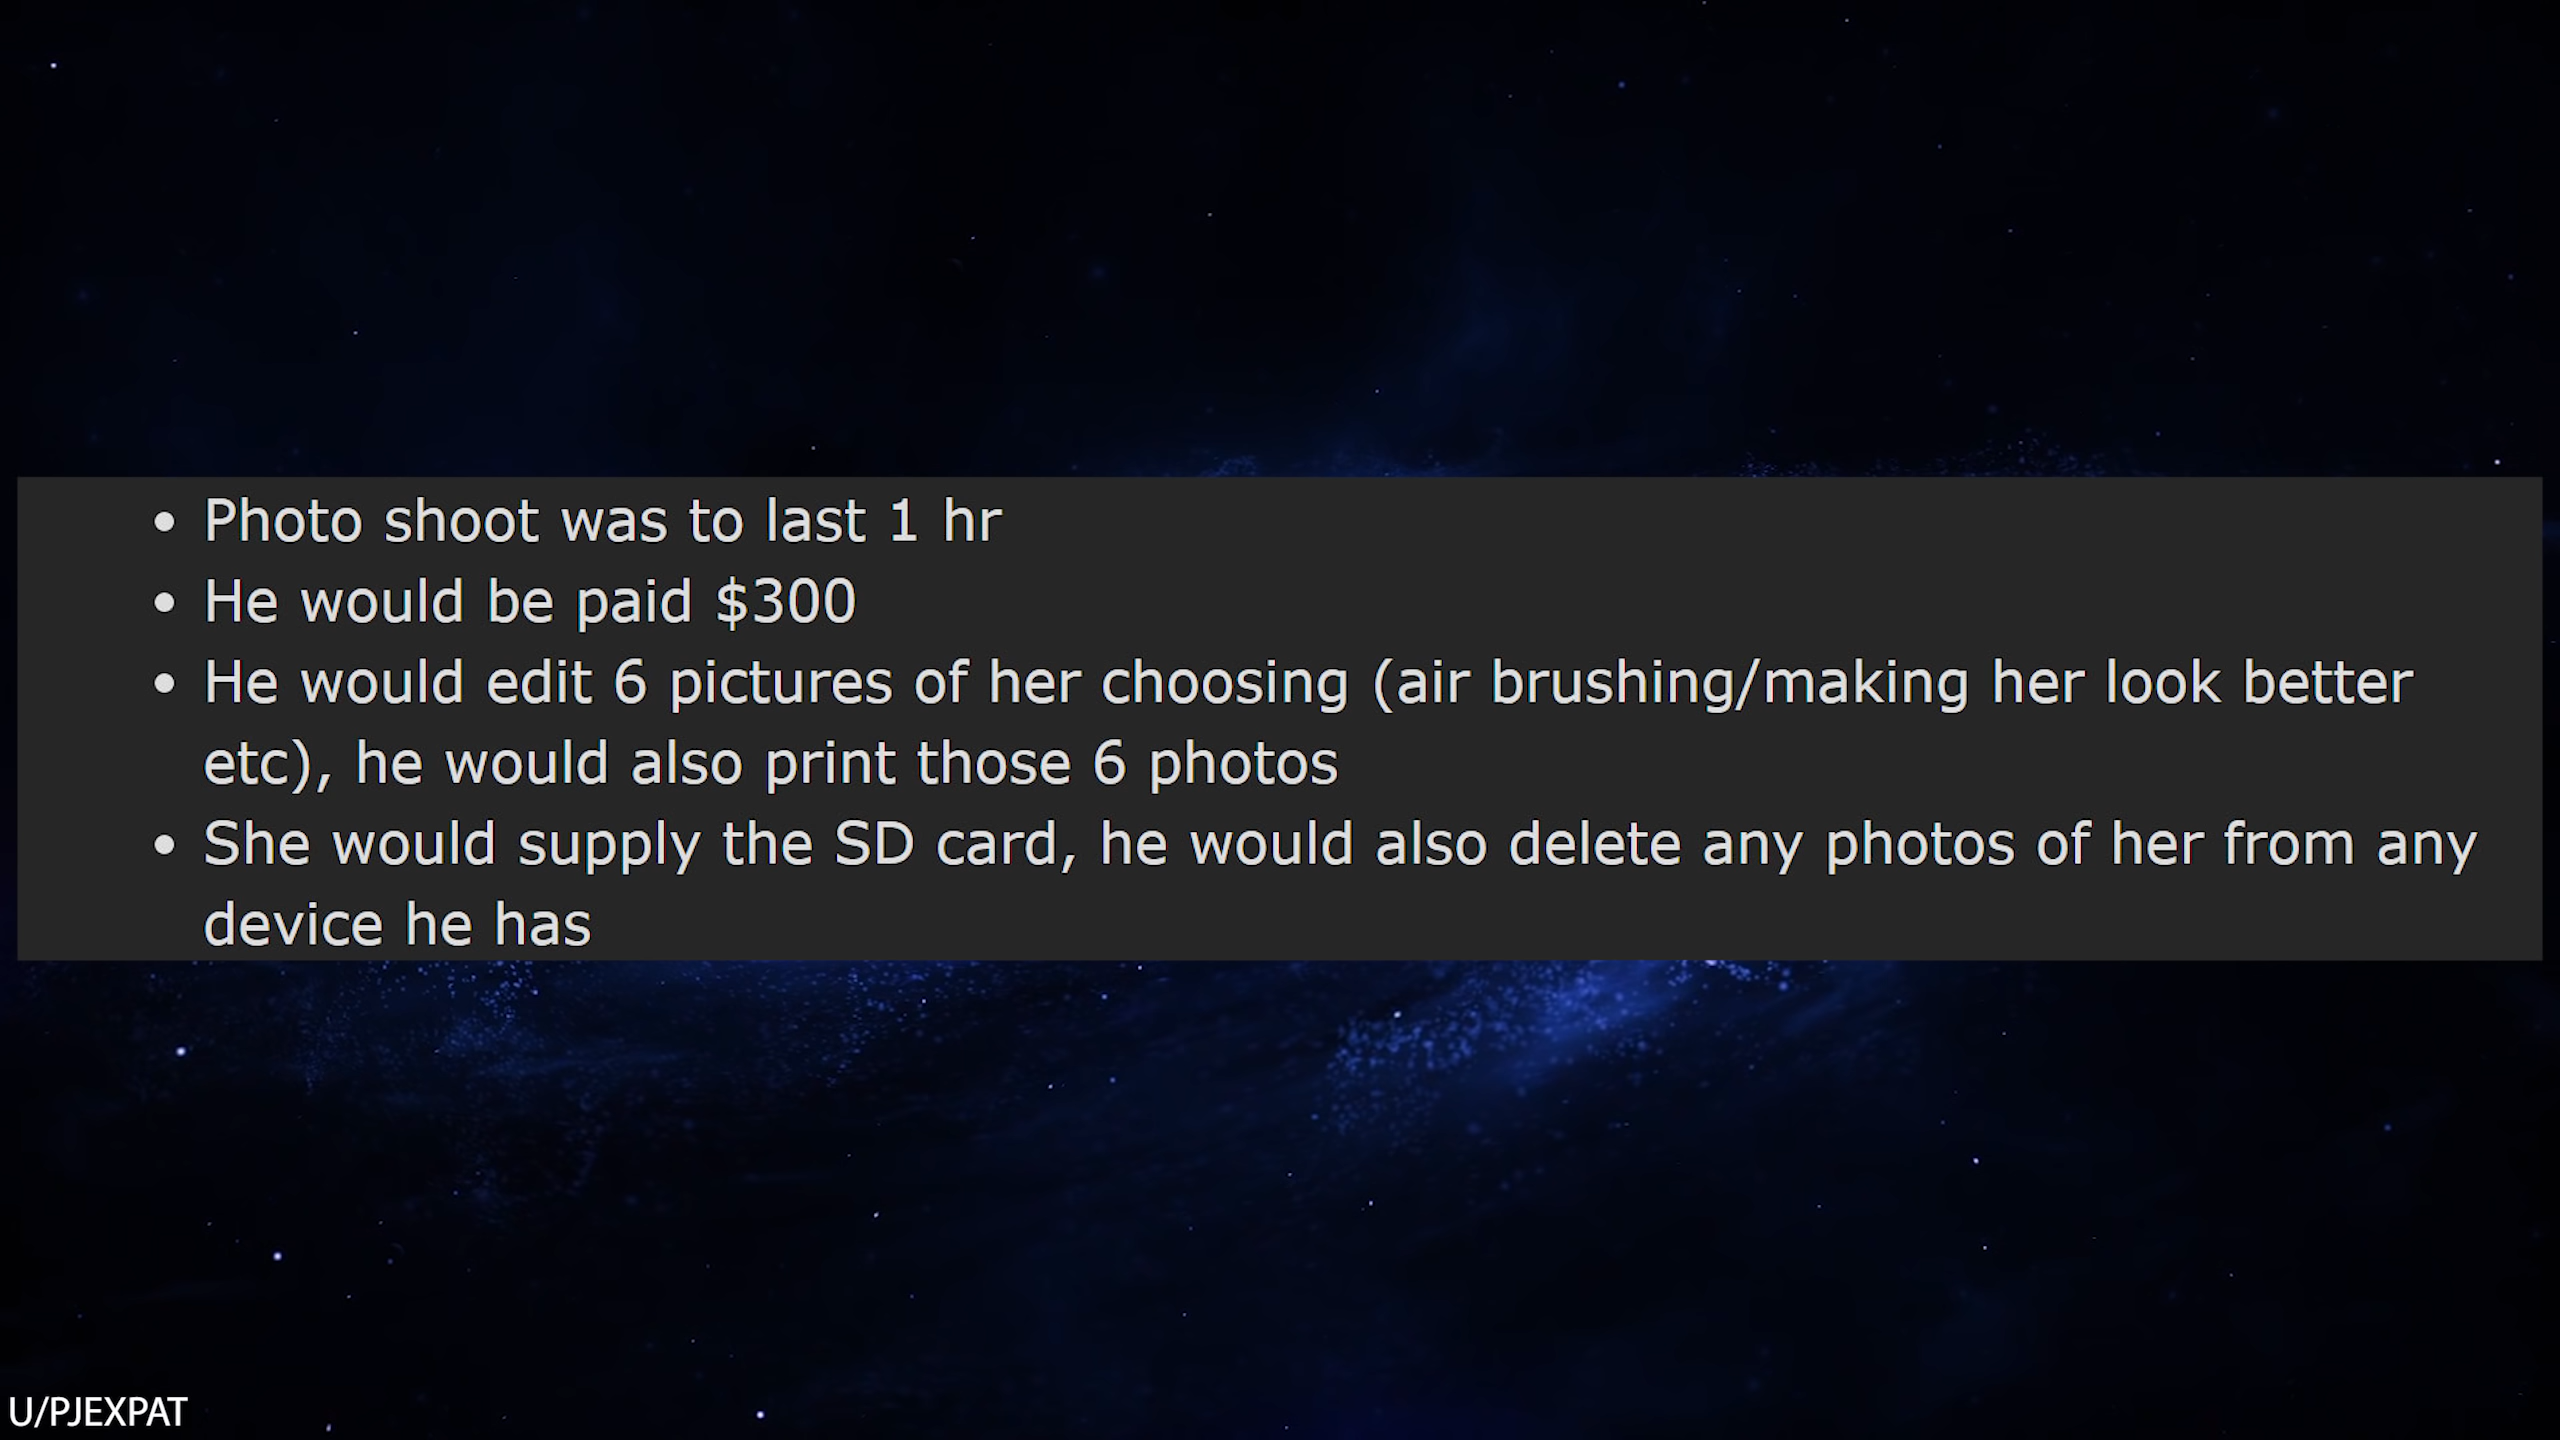 • Photo shoot was to last 1 hr
• He would be paid $300
• He would edit 6 pictures of her choosing (air brushing/making her look better
etc), he would also print those 6 photos
• She would supply the SD card, he would also delete any photos of her from any
device he has
U/PJEXPAT